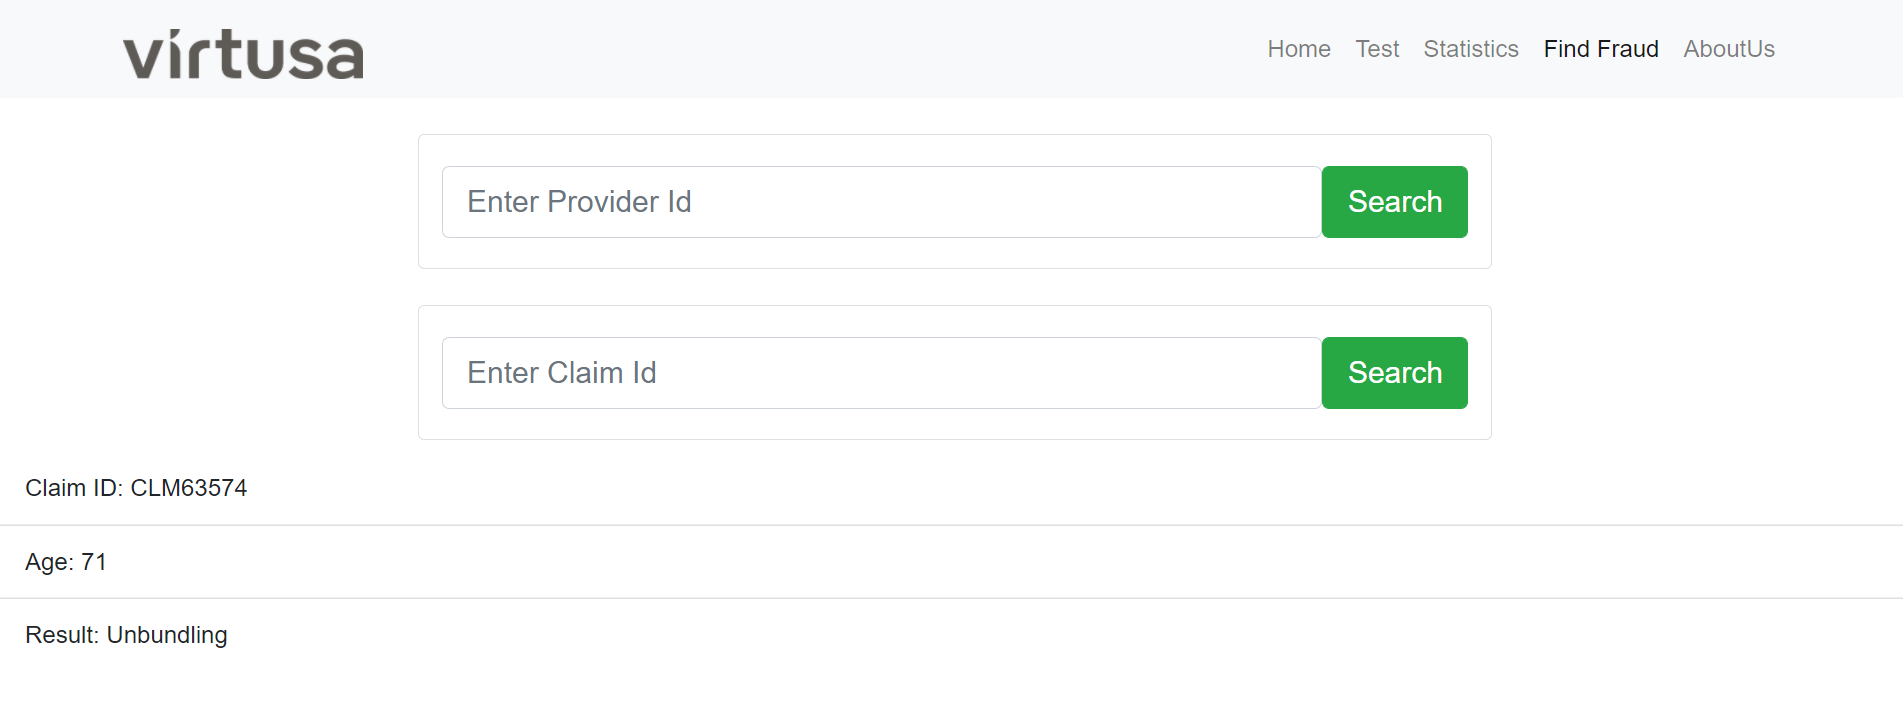 virtusa
Home Test Statistics Find Fraud AboutUs
Enter Provider Id Search
Enter Claim Id Search
Claim ID: CLM63574
Age: 71
Result: Unbundling